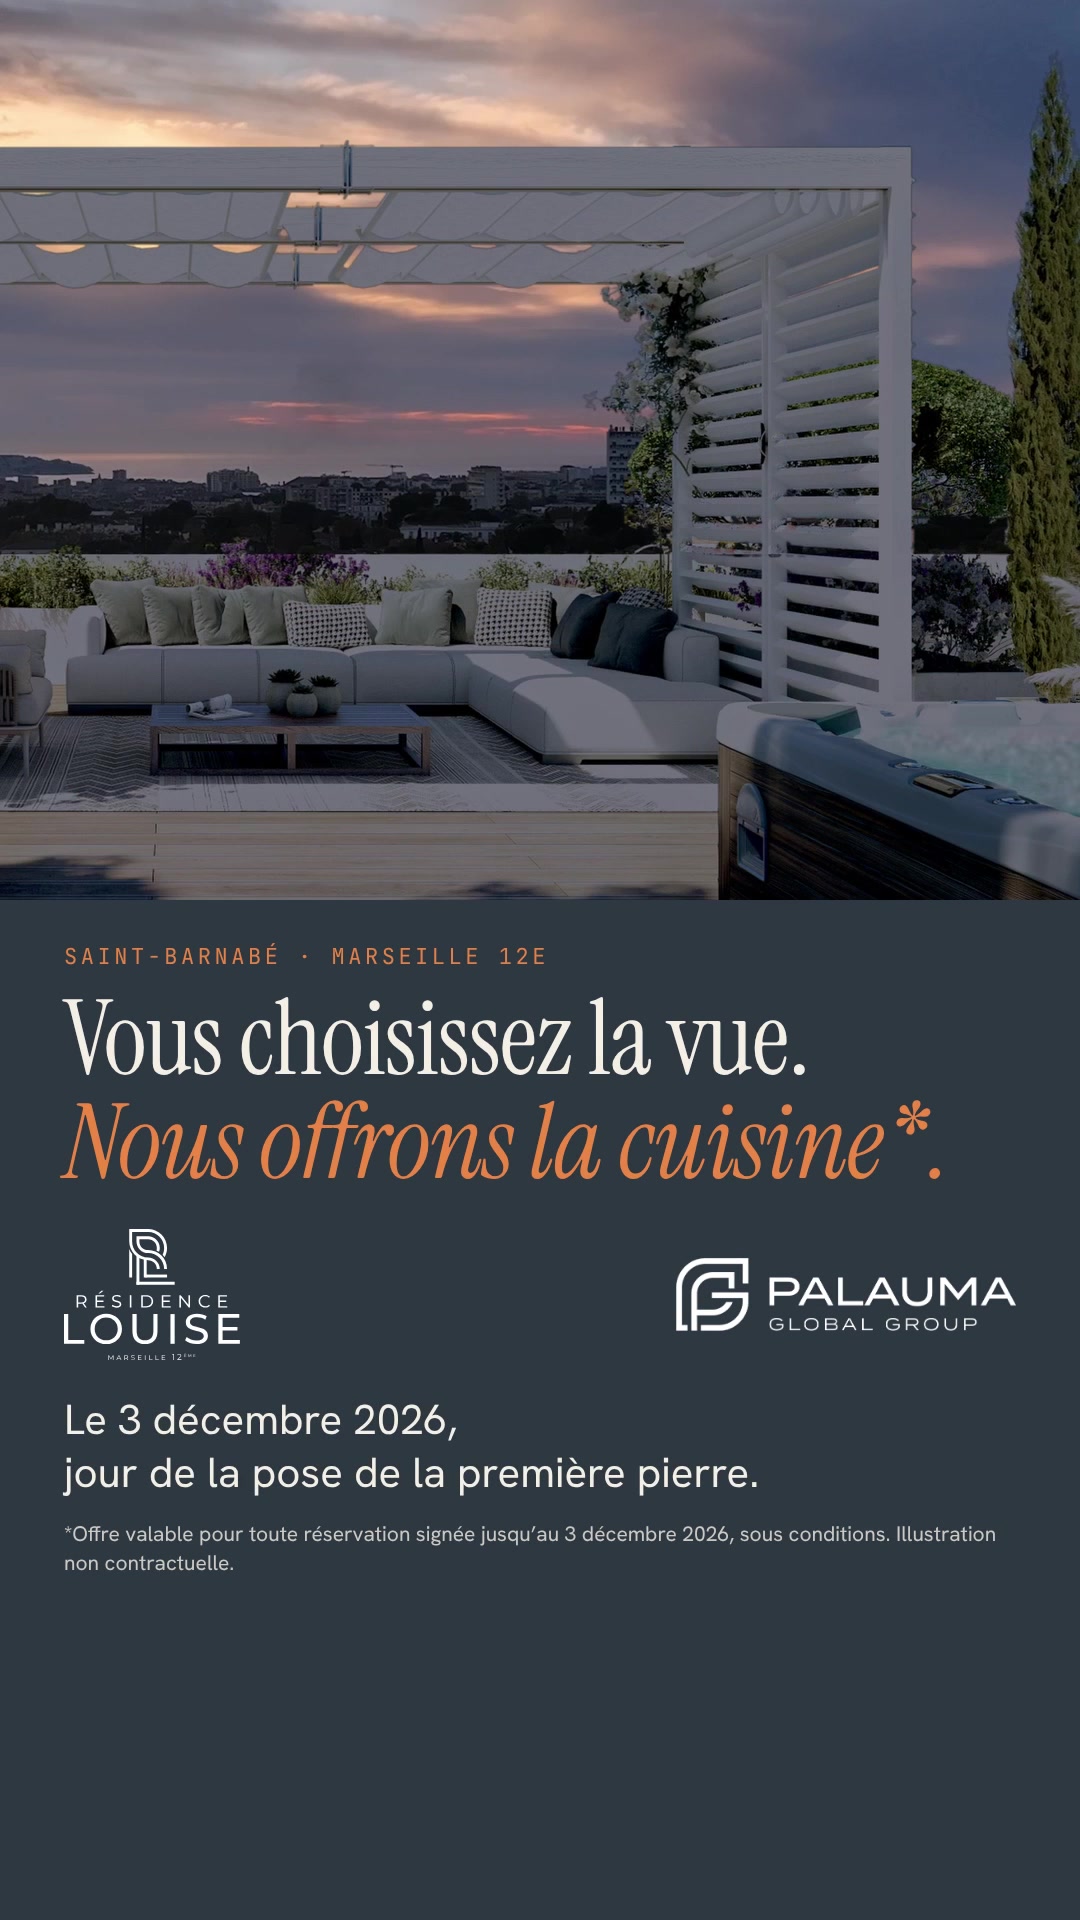 SAINT-BARNABÉ · MARSEILLE 12E
Vous choisissez la vue.
Nous offrons la cuisine*.
RÉSIDENCE
LOUISE
MARSEILLE 12ÈME
PALAUMA
GLOBAL GROUP
Le 3 décembre 2026,
jour de la pose de la première pierre.
*Offre valable pour toute réservation signée jusqu’au 3 décembre 2026, sous conditions. Illustration
non contractuelle.